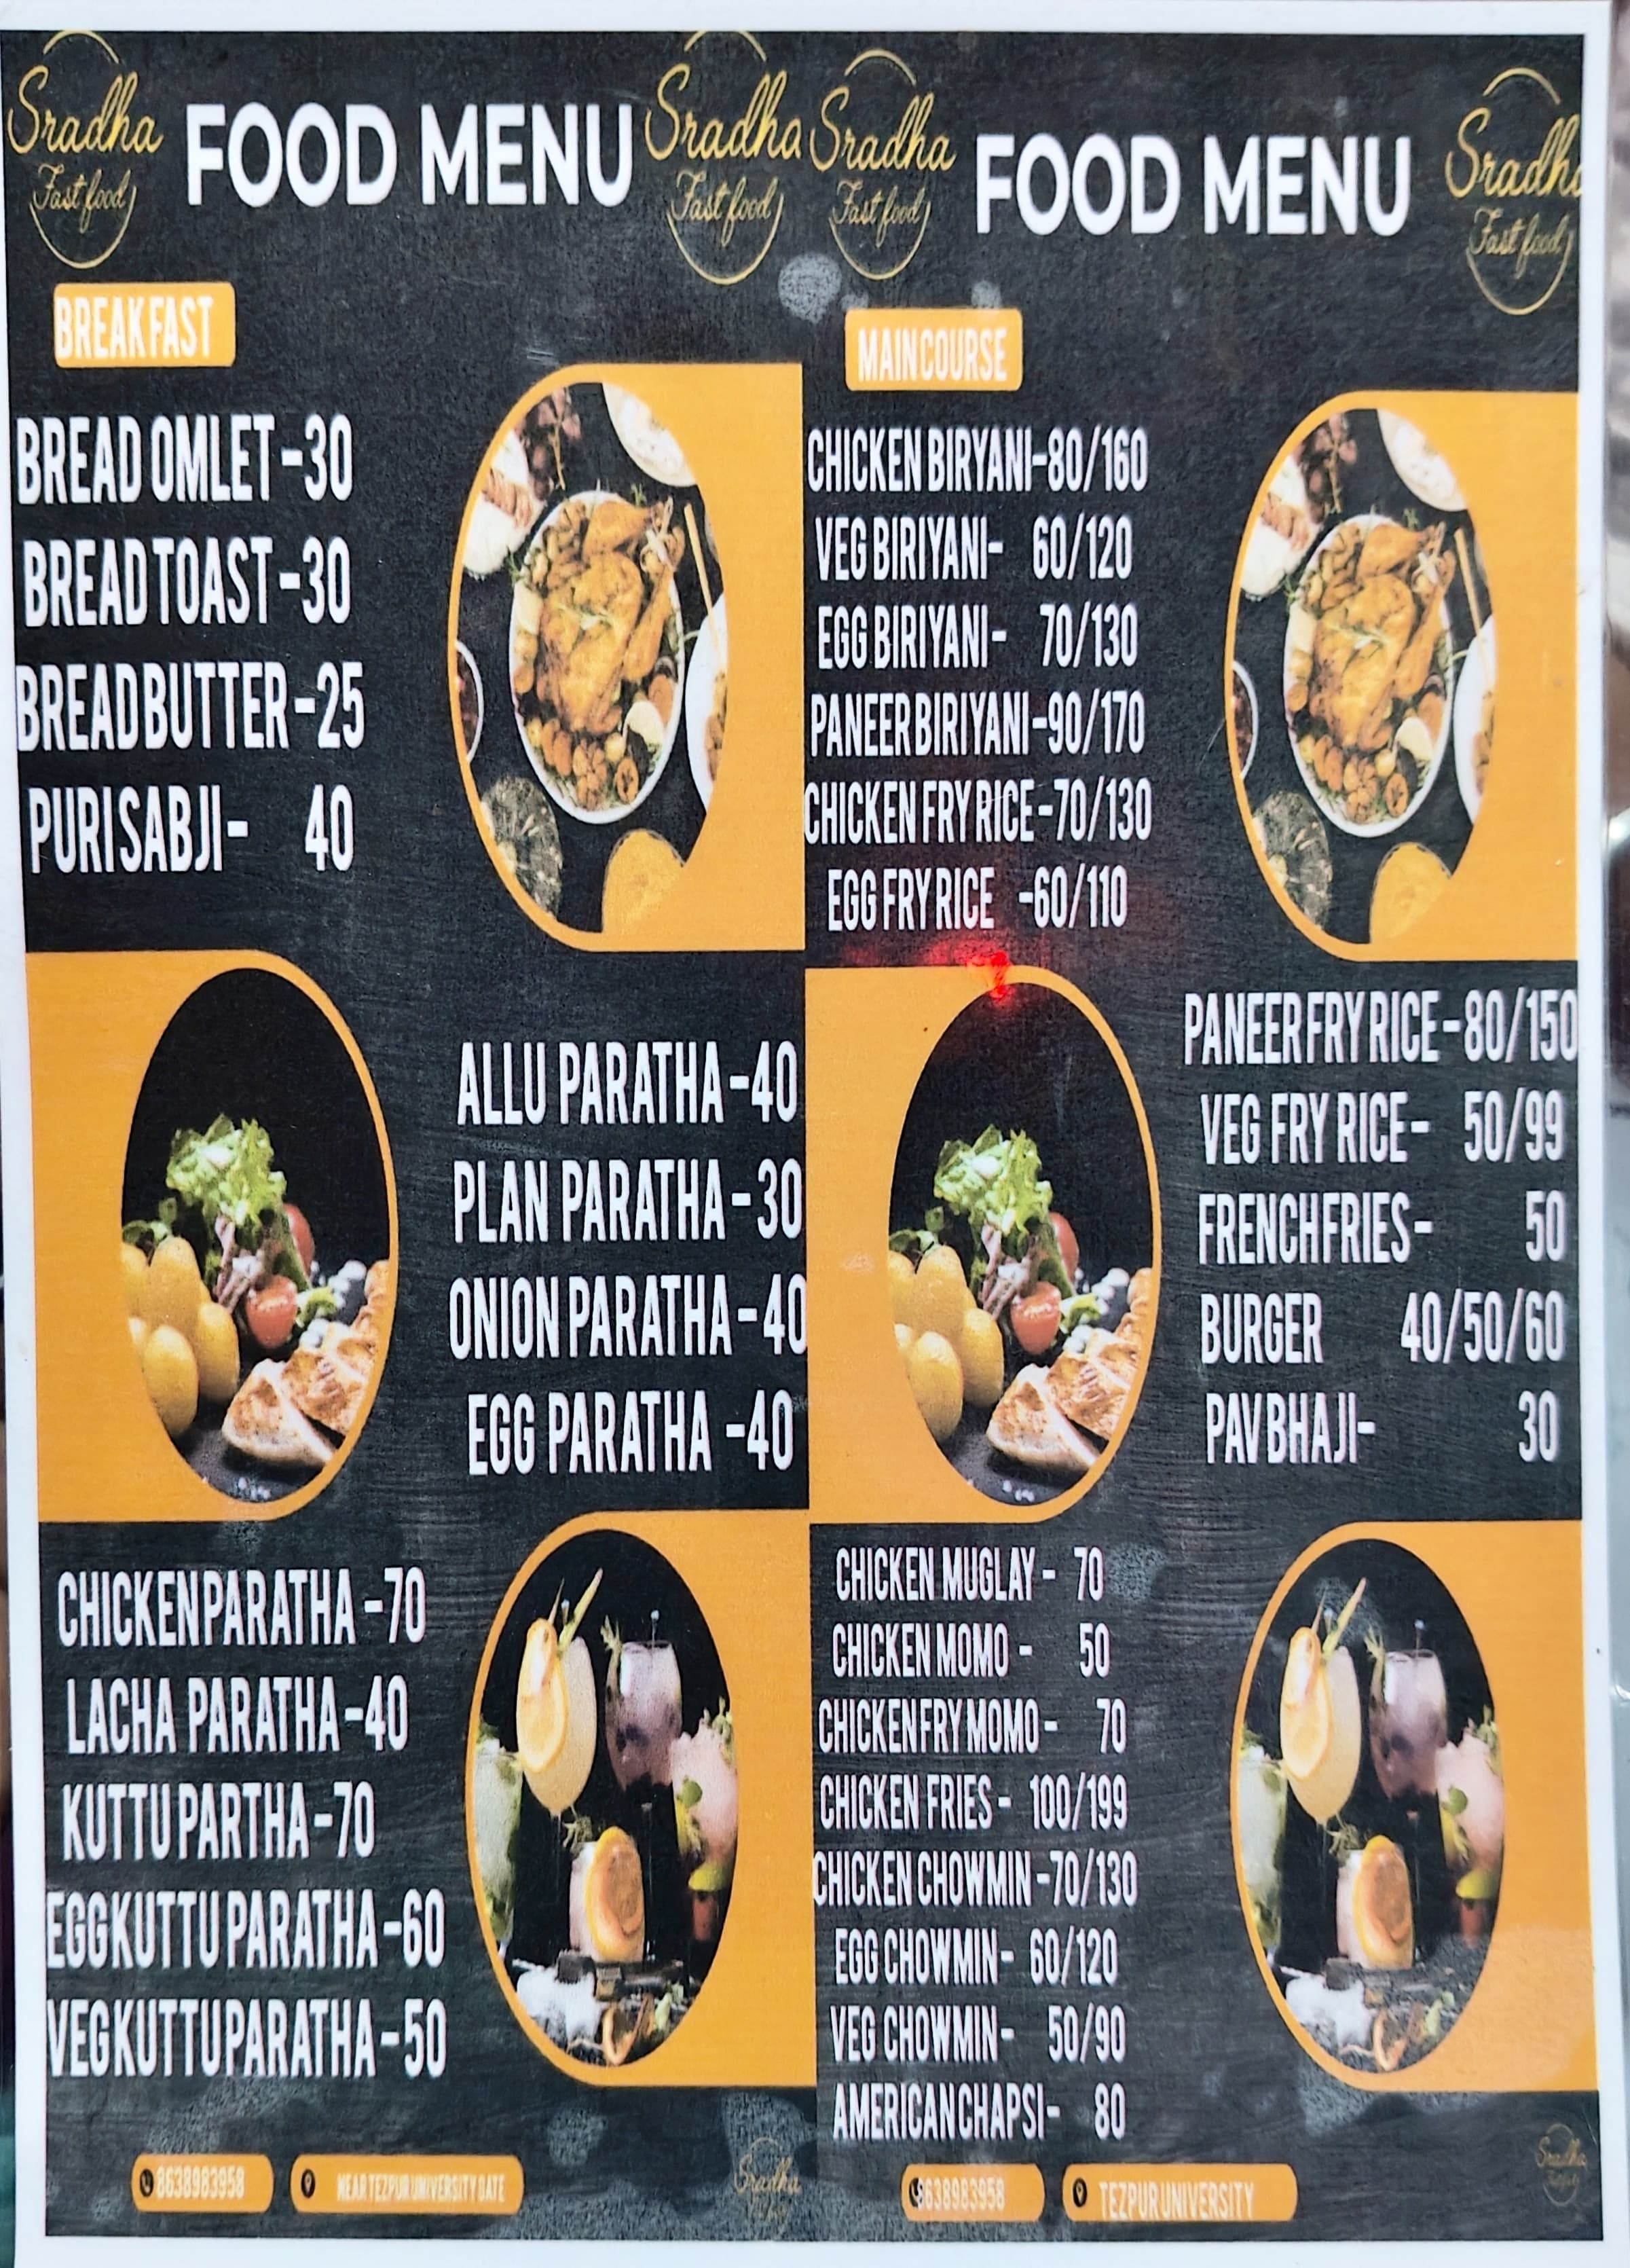 Sradha
Fast food
FOOD MENU
Sradha
Fast food
BREAKFAST
BREAD OMLET-30
BREAD TOAST-30
BREAD BUTTER-25
PURI SABJI- 40
ALLU PARATHA-40
PLAN PARATHA-30
ONION PARATHA-40
EGG PARATHA -40
CHICKEN PARATHA -70
LACHA PARATHA-40
KUTTU PARTHA-70
EGG KUTTU PARATHA-60
VEG KUTTU PARATHA-50
8638983958
NEAR TEZPUR UNIVERSITY GATE
Sradha
Sradha
Fast food
FOOD MENU
Sradha
Fast food
MAIN COURSE
CHICKEN BIRYANI-80/160
VEG BIRIYANI- 60/120
EGG BIRIYANI- 70/130
PANEER BIRIYANI-90/170
CHICKEN FRY RICE-70/130
EGG FRY RICE -60/110
PANEER FRY RICE-80/150
VEG FRY RICE- 50/99
FRENCH FRIES- 50
BURGER 40/50/60
PAV BHAJI- 30
CHICKEN MUGLAY- 70
CHICKEN MOMO - 50
CHICKEN FRY MOMO- 70
CHICKEN FRIES- 100/199
CHICKEN CHOWMIN-70/130
EGG CHOWMIN- 60/120
VEG CHOWMIN- 50/90
AMERICAN CHAPSI- 80
8638983958
TEZPUR UNIVERSITY
Sradha